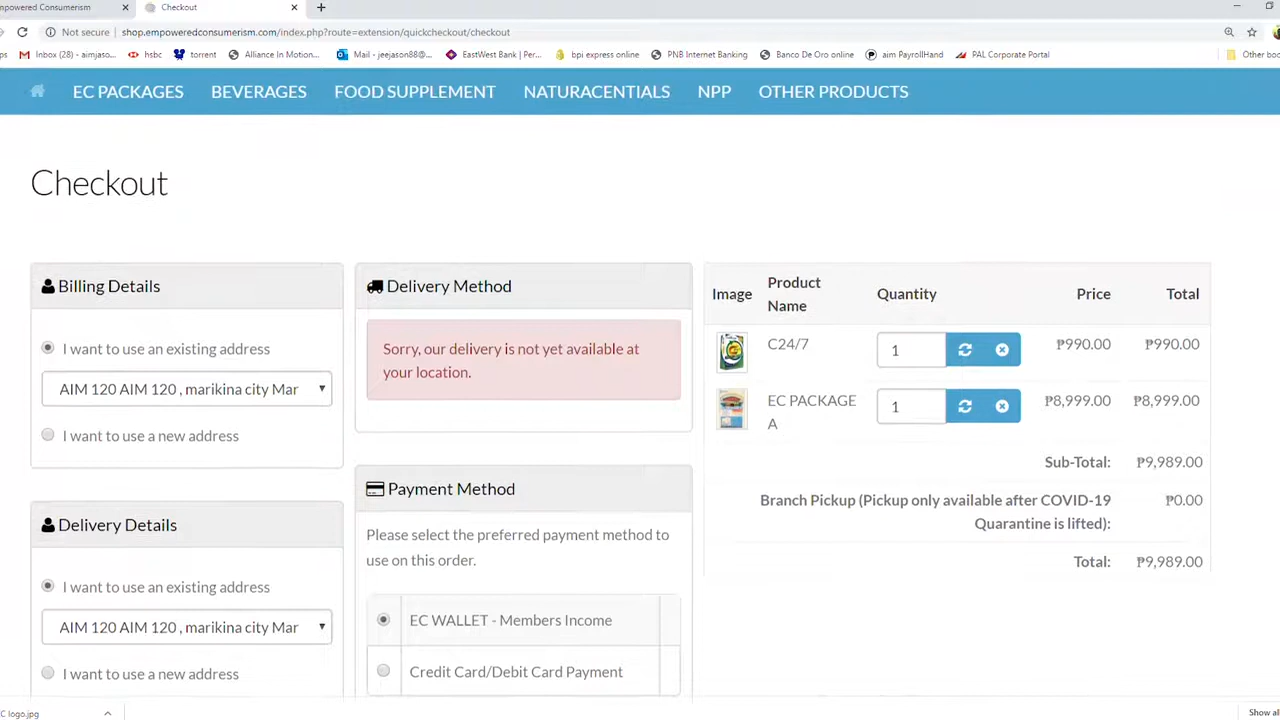 mpowered Consumerism
Checkout
Not secure | shop.empoweredconsumerism.com/index.php?route=extension/quickcheckout/checkout
ps
Inbox (28) - aimjaso...
hsbc
torrent
Alliance In Motion...
Mail - jeejason88@...
EastWest Bank | Per...
bpi express online
PNB Internet Banking
Banco De Oro online
aim PayrollHand
PAL Corporate Portal
Other boo
EC PACKAGES
BEVERAGES
FOOD SUPPLEMENT
NATURACENTIALS
NPP
OTHER PRODUCTS
Checkout
Billing Details
I want to use an existing address
AIM 120 AIM 120 , marikina city Mar
I want to use a new address
Delivery Details
I want to use an existing address
AIM 120 AIM 120 , marikina city Mar
I want to use a new address
Delivery Method
Sorry, our delivery is not yet available at
your location.
Payment Method
Please select the preferred payment method to
use on this order.
EC WALLET - Members Income
Credit Card/Debit Card Payment
Image Product Name Quantity Price Total
C24/7 1 ₱990.00 ₱990.00
EC PACKAGE A 1 ₱8,999.00 ₱8,999.00
Sub-Total: ₱9,989.00
Branch Pickup (Pickup only available after COVID-19
Quarantine is lifted): ₱0.00
Total: ₱9,989.00
C logo.jpg
Show all